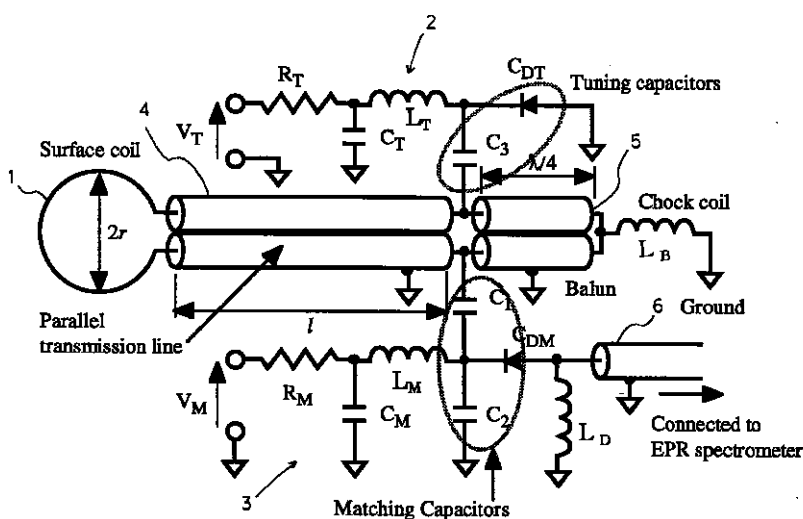 2
R_T
L_T
C_DT
Tuning capacitors
V_T
C_T
C_3
4
Surface coil
λ/4
5
1
Chock coil
2r
L_B
Balun
Ground
Parallel
transmission line
l
C_1
6
C_DM
V_M
R_M
L_M
C_M
C_2
L_D
Connected to
EPR spectrometer
3
Matching Capacitors